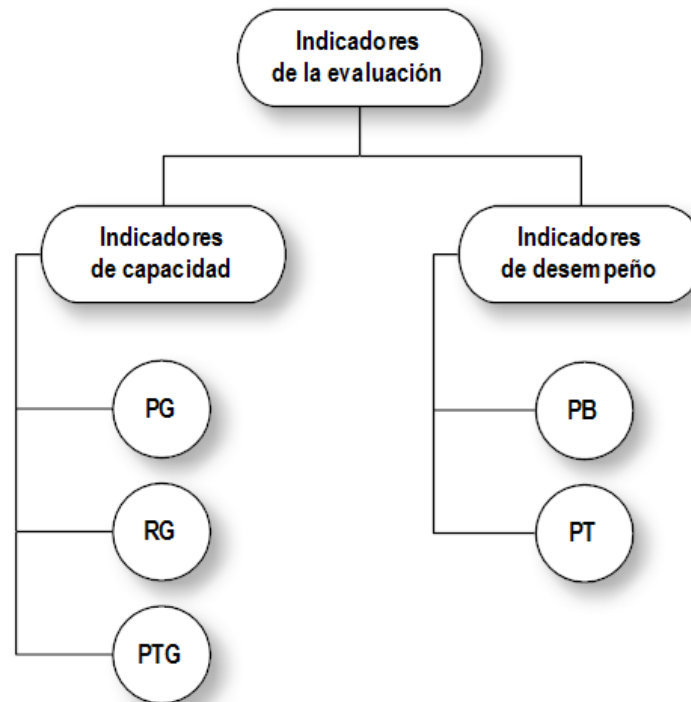 Indicadores
de la evaluación
Indicadores
de capacidad
PG
RG
PTG
Indicadores
de desempeño
PB
PT